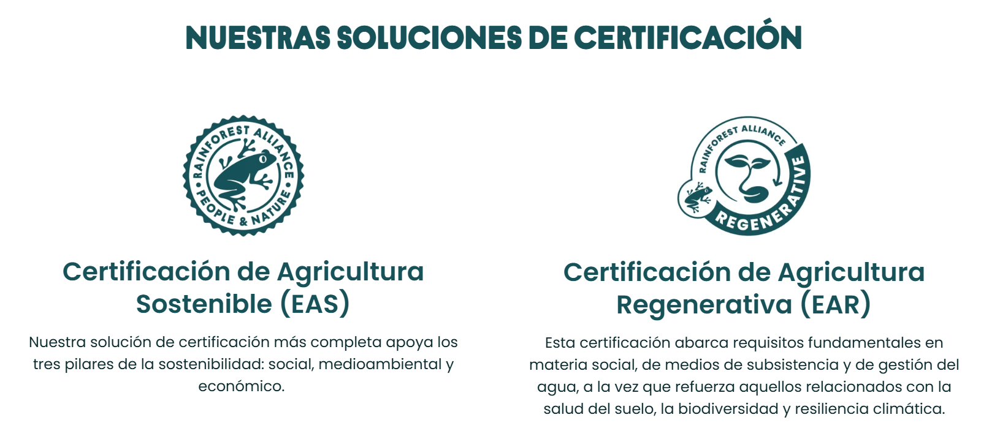 NUESTRAS SOLUCIONES DE CERTIFICACIÓN
RAINFOREST ALLIANCE
PEOPLE & NATURE
Certificación de Agricultura
Sostenible (EAS)
Nuestra solución de certificación más completa apoya los
tres pilares de la sostenibilidad: social, medioambiental y
económico.
RAINFOREST ALLIANCE
REGENERATIVE
Certificación de Agricultura
Regenerativa (EAR)
Esta certificación abarca requisitos fundamentales en
materia social, de medios de subsistencia y de gestión del
agua, a la vez que refuerza aquellos relacionados con la
salud del suelo, la biodiversidad y resiliencia climática.